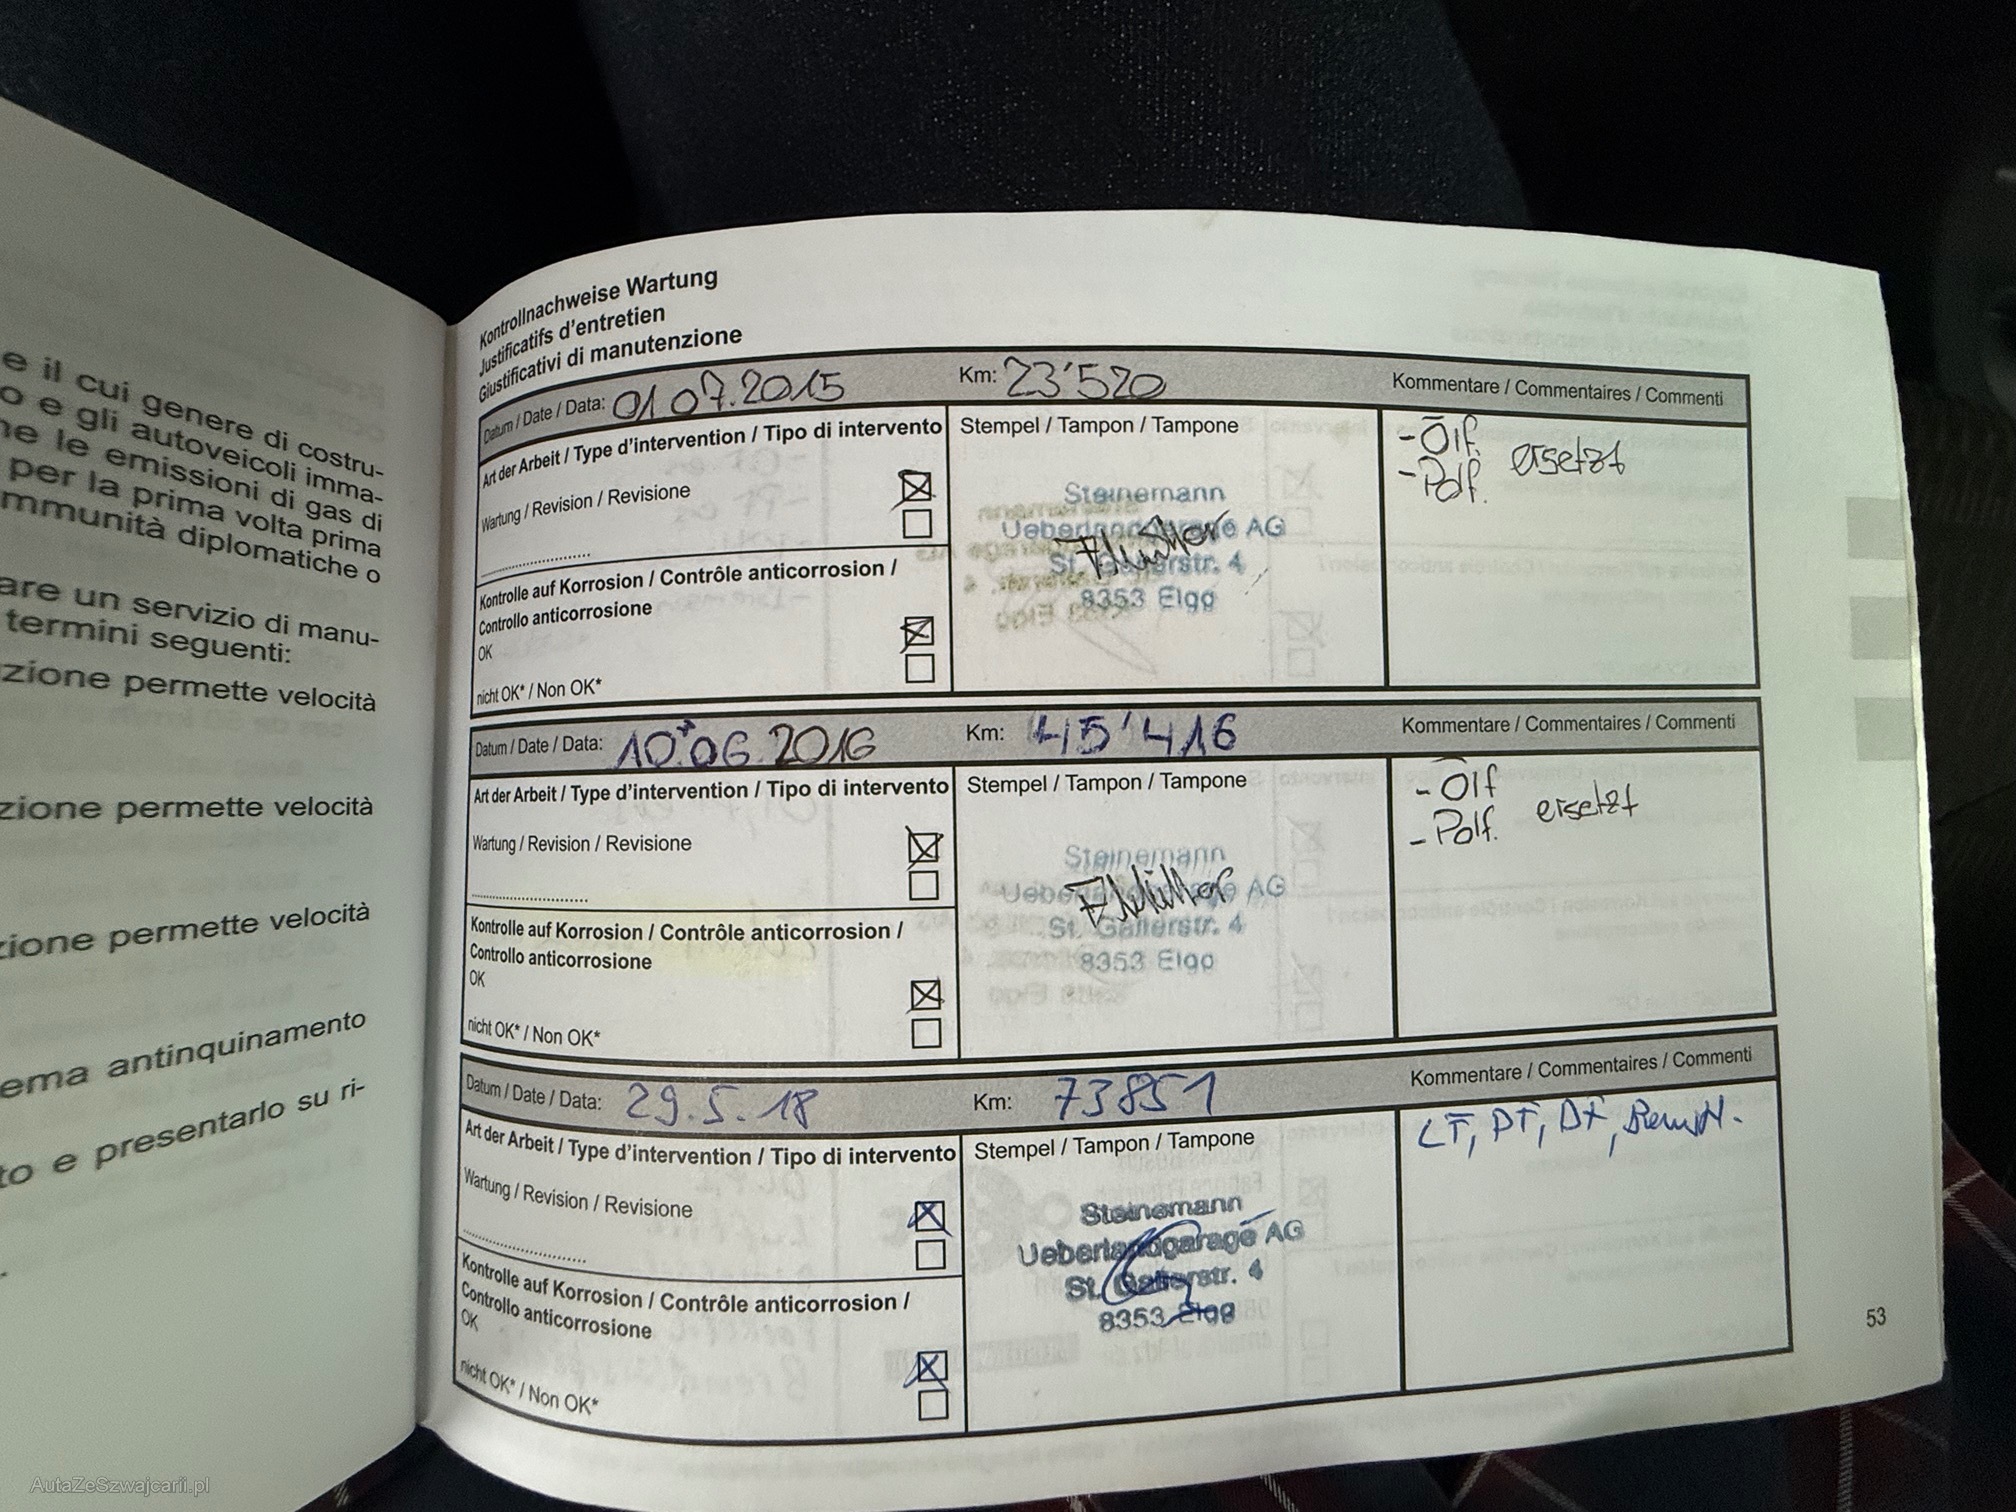 e il cui genere di costru-
o e gli autoveicoli imma-
ne le emissioni di gas di
per la prima volta prima
mmunità diplomatiche o
are un servizio di manu-
termini seguenti:
zione permette velocità
zione permette velocità
zione permette velocità
ema antinquinamento
to e presentarlo su ri-
Kontrollnachweise Wartung
Justificatifs d'entretien
Giustificativi di manutenzione
Datum / Date / Data: 01 07.2015 Km: 23'520 Kommentare / Commentaires / Commenti
Art der Arbeit / Type d'intervention / Tipo di intervento
Wartung / Revision / Revisione
Kontrolle auf Korrosion / Contrôle anticorrosion /
Controllo anticorrosione
OK
nicht OK* / Non OK*
Stempel / Tampon / Tampone
Steinemann
Ueberlandgarage AG
St. Gallerstr. 4
8353 Elgg
- Ölf.
- Polf. ersetzt
Datum / Date / Data: 10.06.2016 Km: 45'416 Kommentare / Commentaires / Commenti
Art der Arbeit / Type d'intervention / Tipo di intervento
Wartung / Revision / Revisione
Kontrolle auf Korrosion / Contrôle anticorrosion /
Controllo anticorrosione
OK
nicht OK* / Non OK*
Stempel / Tampon / Tampone
Steinemann
Ueberlandgarage AG
St. Gallerstr. 4
8353 Elgg
- Ölf
- Polf. ersetzt
Datum / Date / Data: 29.5.18 Km: 73851 Kommentare / Commentaires / Commenti
Art der Arbeit / Type d'intervention / Tipo di intervento
Wartung / Revision / Revisione
Kontrolle auf Korrosion / Contrôle anticorrosion /
Controllo anticorrosione
OK
nicht OK* / Non OK*
Stempel / Tampon / Tampone
Steinemann
Ueberlandgarage AG
St. Gallerstr. 4
8353 Elgg
LF, PF,
53
AutaZeSzwajcarii.pl